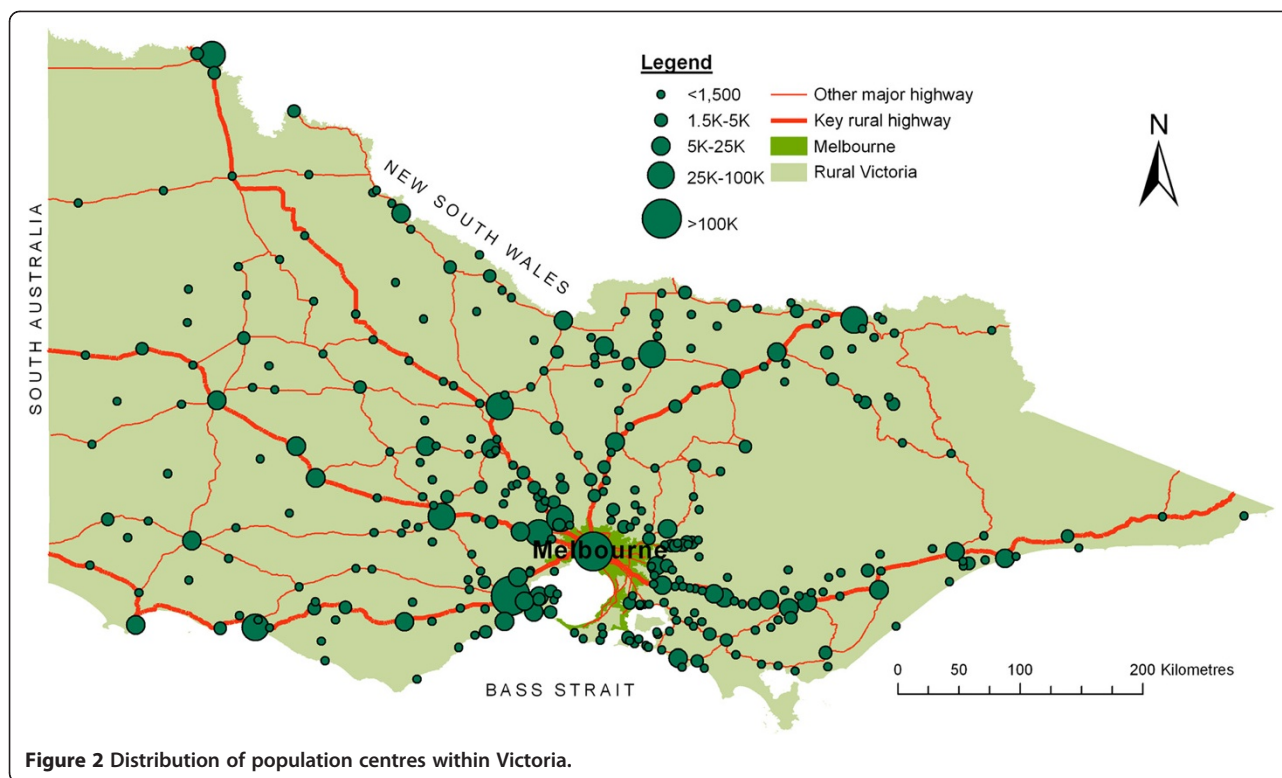 Legend
<1,500
1.5K-5K
5K-25K
25K-100K
>100K
Other major highway
Key rural highway
Melbourne
Rural Victoria
N
NEW SOUTH WALES
SOUTH AUSTRALIA
Melbourne
BASS STRAIT
0 50 100 200 Kilometres
Figure 2 Distribution of population centres within Victoria.